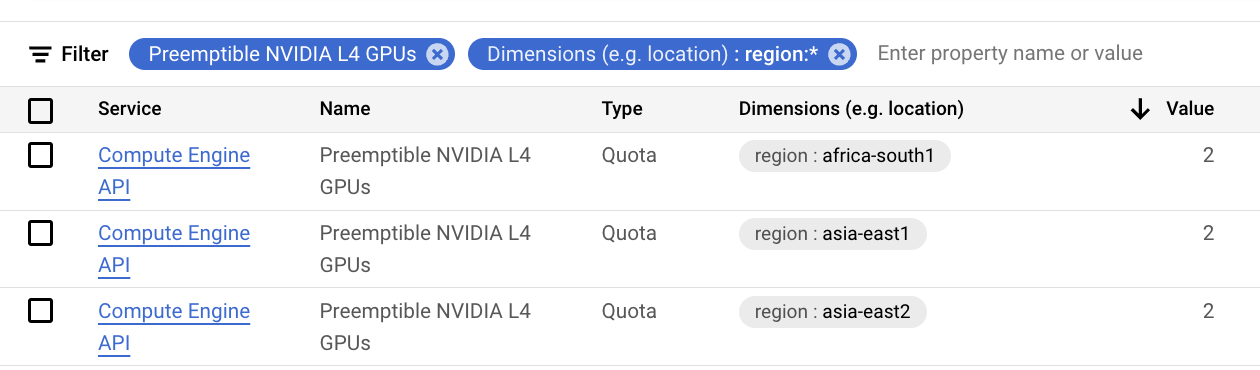 Filter Preemptible NVIDIA L4 GPUs Dimensions (e.g. location) : region:* Enter property name or value
Service Name Type Dimensions (e.g. location) Value
Compute Engine API Preemptible NVIDIA L4 GPUs Quota region : africa-south1 2
Compute Engine API Preemptible NVIDIA L4 GPUs Quota region : asia-east1 2
Compute Engine API Preemptible NVIDIA L4 GPUs Quota region : asia-east2 2